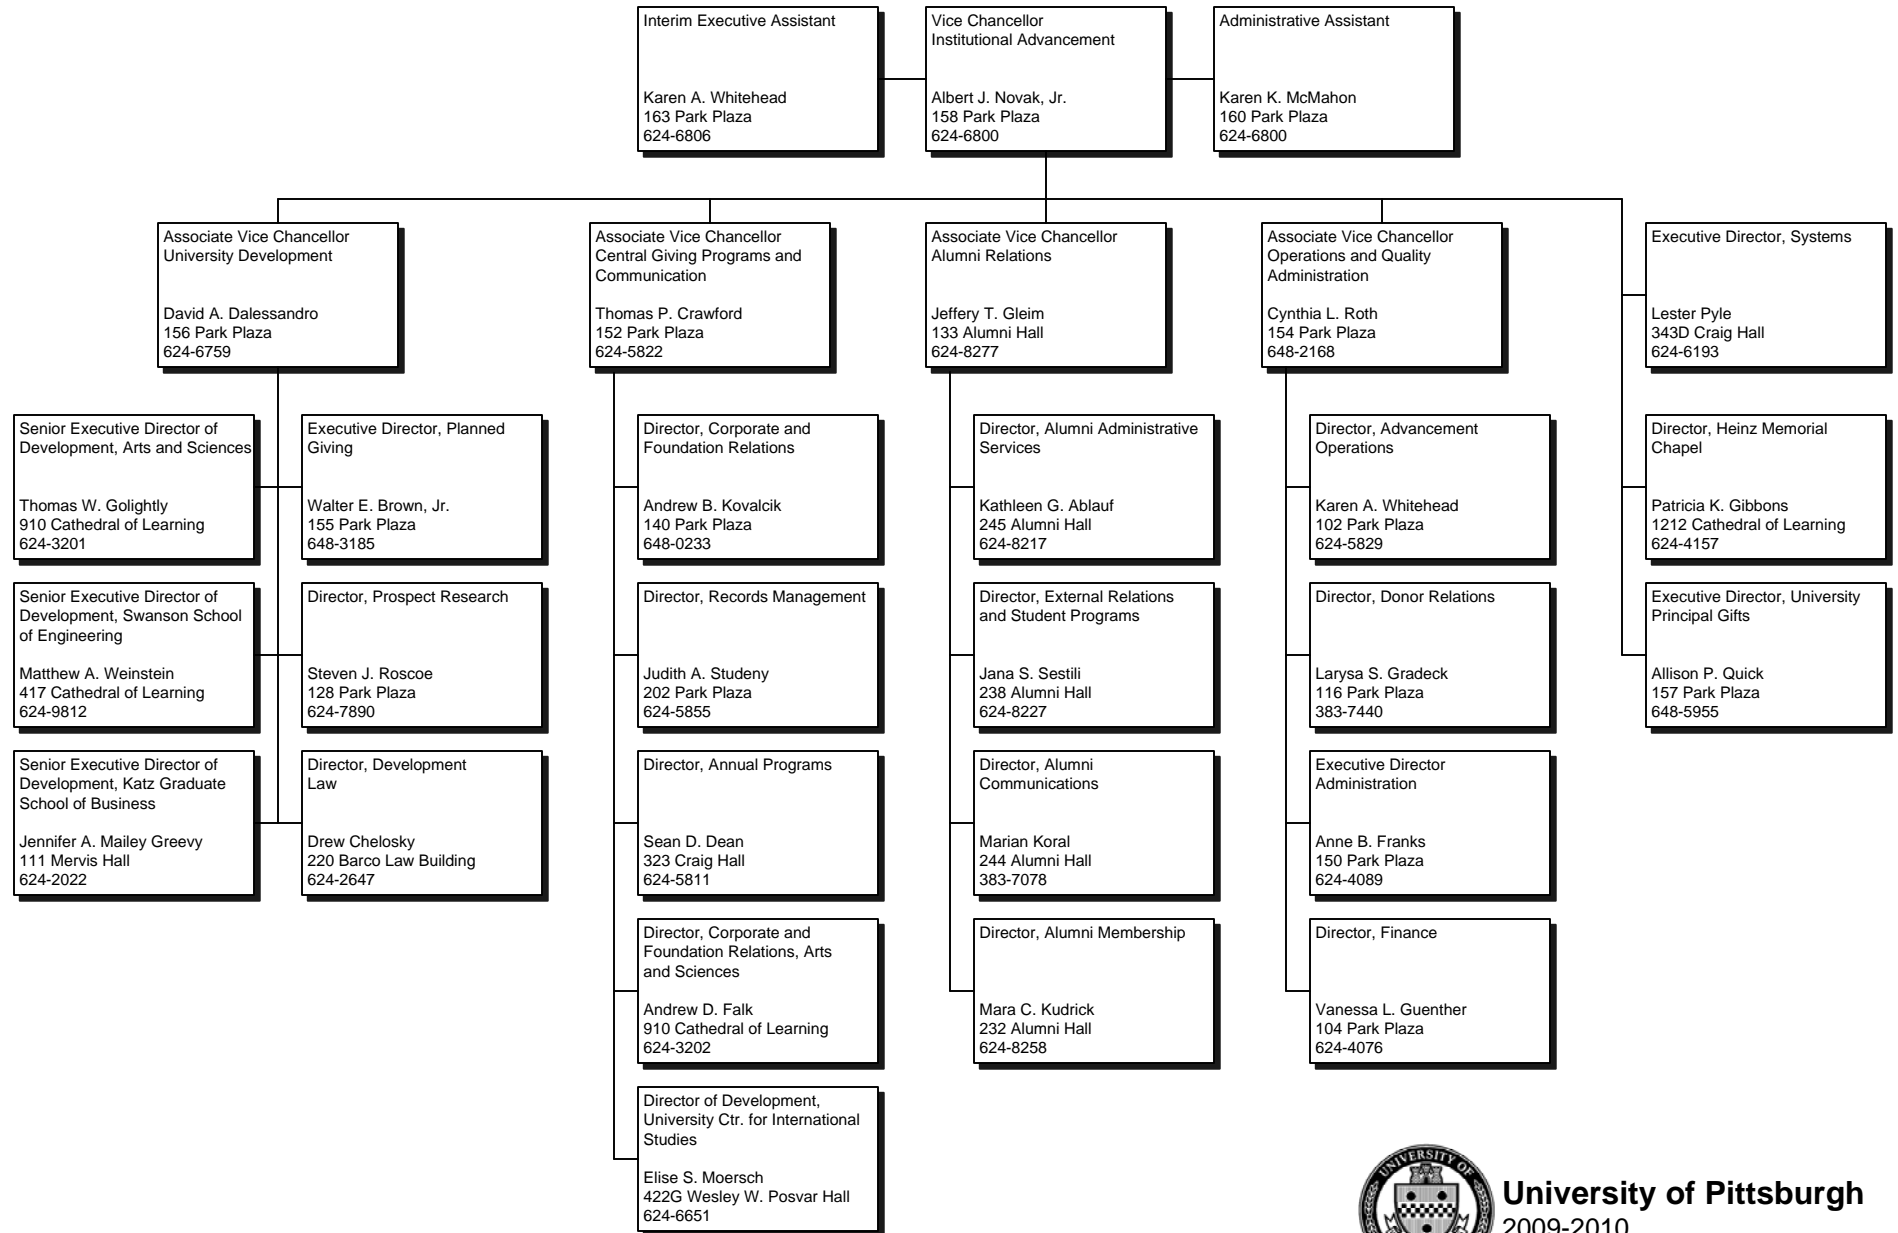 Interim Executive Assistant
Karen A. Whitehead
163 Park Plaza
624-6806
Vice Chancellor
Institutional Advancement
Albert J. Novak, Jr.
158 Park Plaza
624-6800
Administrative Assistant
Karen K. McMahon
160 Park Plaza
624-6800
Associate Vice Chancellor
University Development
David A. Dalessandro
156 Park Plaza
624-6759
Associate Vice Chancellor
Central Giving Programs and
Communication
Thomas P. Crawford
152 Park Plaza
624-5822
Associate Vice Chancellor
Alumni Relations
Jeffery T. Gleim
133 Alumni Hall
624-8277
Associate Vice Chancellor
Operations and Quality
Administration
Cynthia L. Roth
154 Park Plaza
648-2168
Executive Director, Systems
Lester Pyle
343D Craig Hall
624-6193
Senior Executive Director of
Development, Arts and Sciences
Thomas W. Golightly
910 Cathedral of Learning
624-3201
Executive Director, Planned
Giving
Walter E. Brown, Jr.
155 Park Plaza
648-3185
Director, Corporate and
Foundation Relations
Andrew B. Kovalcik
140 Park Plaza
648-0233
Director, Alumni Administrative
Services
Kathleen G. Ablauf
245 Alumni Hall
624-8217
Director, Advancement
Operations
Karen A. Whitehead
102 Park Plaza
624-5829
Director, Heinz Memorial
Chapel
Patricia K. Gibbons
1212 Cathedral of Learning
624-4157
Senior Executive Director of
Development, Swanson School
of Engineering
Matthew A. Weinstein
417 Cathedral of Learning
624-9812
Director, Prospect Research
Steven J. Roscoe
128 Park Plaza
624-7890
Director, Records Management
Judith A. Studeny
202 Park Plaza
624-5855
Director, External Relations
and Student Programs
Jana S. Sestili
238 Alumni Hall
624-8227
Director, Donor Relations
Larysa S. Gradeck
116 Park Plaza
383-7440
Executive Director, University
Principal Gifts
Allison P. Quick
157 Park Plaza
648-5955
Senior Executive Director of
Development, Katz Graduate
School of Business
Jennifer A. Mailey Greevy
111 Mervis Hall
624-2022
Director, Development
Law
Drew Chelosky
220 Barco Law Building
624-2647
Director, Annual Programs
Sean D. Dean
323 Craig Hall
624-5811
Director, Alumni
Communications
Marian Koral
244 Alumni Hall
383-7078
Executive Director
Administration
Anne B. Franks
150 Park Plaza
624-4089
Director, Corporate and
Foundation Relations, Arts
and Sciences
Andrew D. Falk
910 Cathedral of Learning
624-3202
Director, Alumni Membership
Mara C. Kudrick
232 Alumni Hall
624-8258
Director, Finance
Vanessa L. Guenther
104 Park Plaza
624-4076
Director of Development,
University Ctr. for International
Studies
Elise S. Moersch
422G Wesley W. Posvar Hall
624-6651
UNIVERSITY OF
University of Pittsburgh
2009-2010